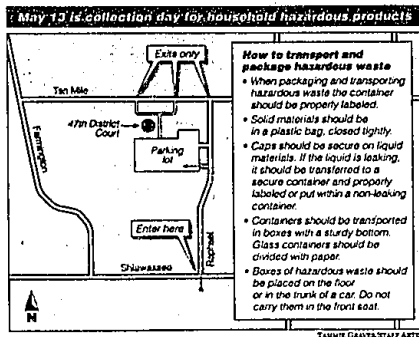 May 13 is collection day for household hazardous products
Exits only
Ten Mile
47th District
Court
Parking
lot
Farmington
Enter here
Raphael
Shiawassee
N
How to transport and
package hazardous waste
• When packaging and transporting
hazardous waste the container
should be properly labeled.
• Solid materials should be
in a plastic bag, closed tightly.
• Caps should be secure on liquid
materials. If the liquid is leaking,
it should be transferred to a
secure container and properly
labeled or put within a non-leaking
container.
• Containers should be transported
in boxes with a sturdy bottom.
Glass containers should be
divided with paper.
• Boxes of hazardous waste should
be placed on the floor
or in the trunk of a car. Do not
carry them in the front seat.
TAMMIE GRAVES/STAFF ARTIST